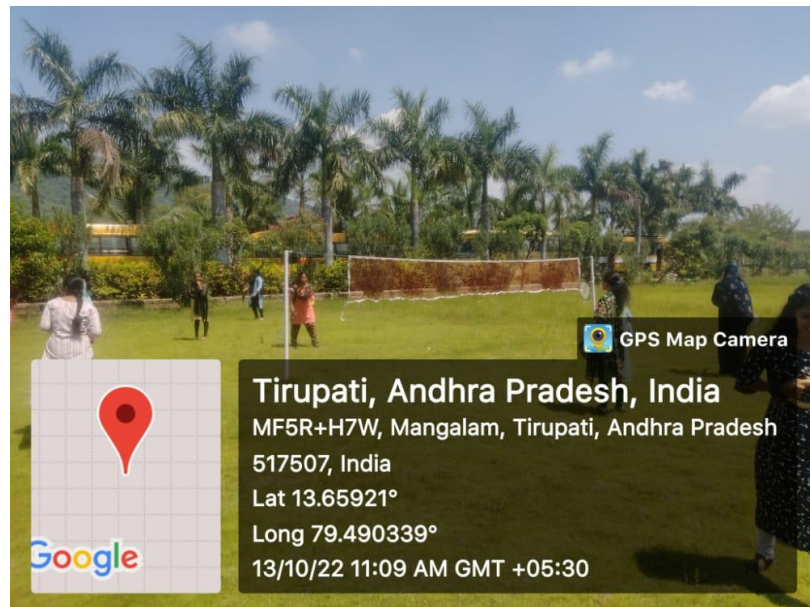 GPS Map Camera
Tirupati, Andhra Pradesh, India
MF5R+H7W, Mangalam, Tirupati, Andhra Pradesh
517507, India
Lat 13.65921°
Long 79.490339°
13/10/22 11:09 AM GMT +05:30
Google